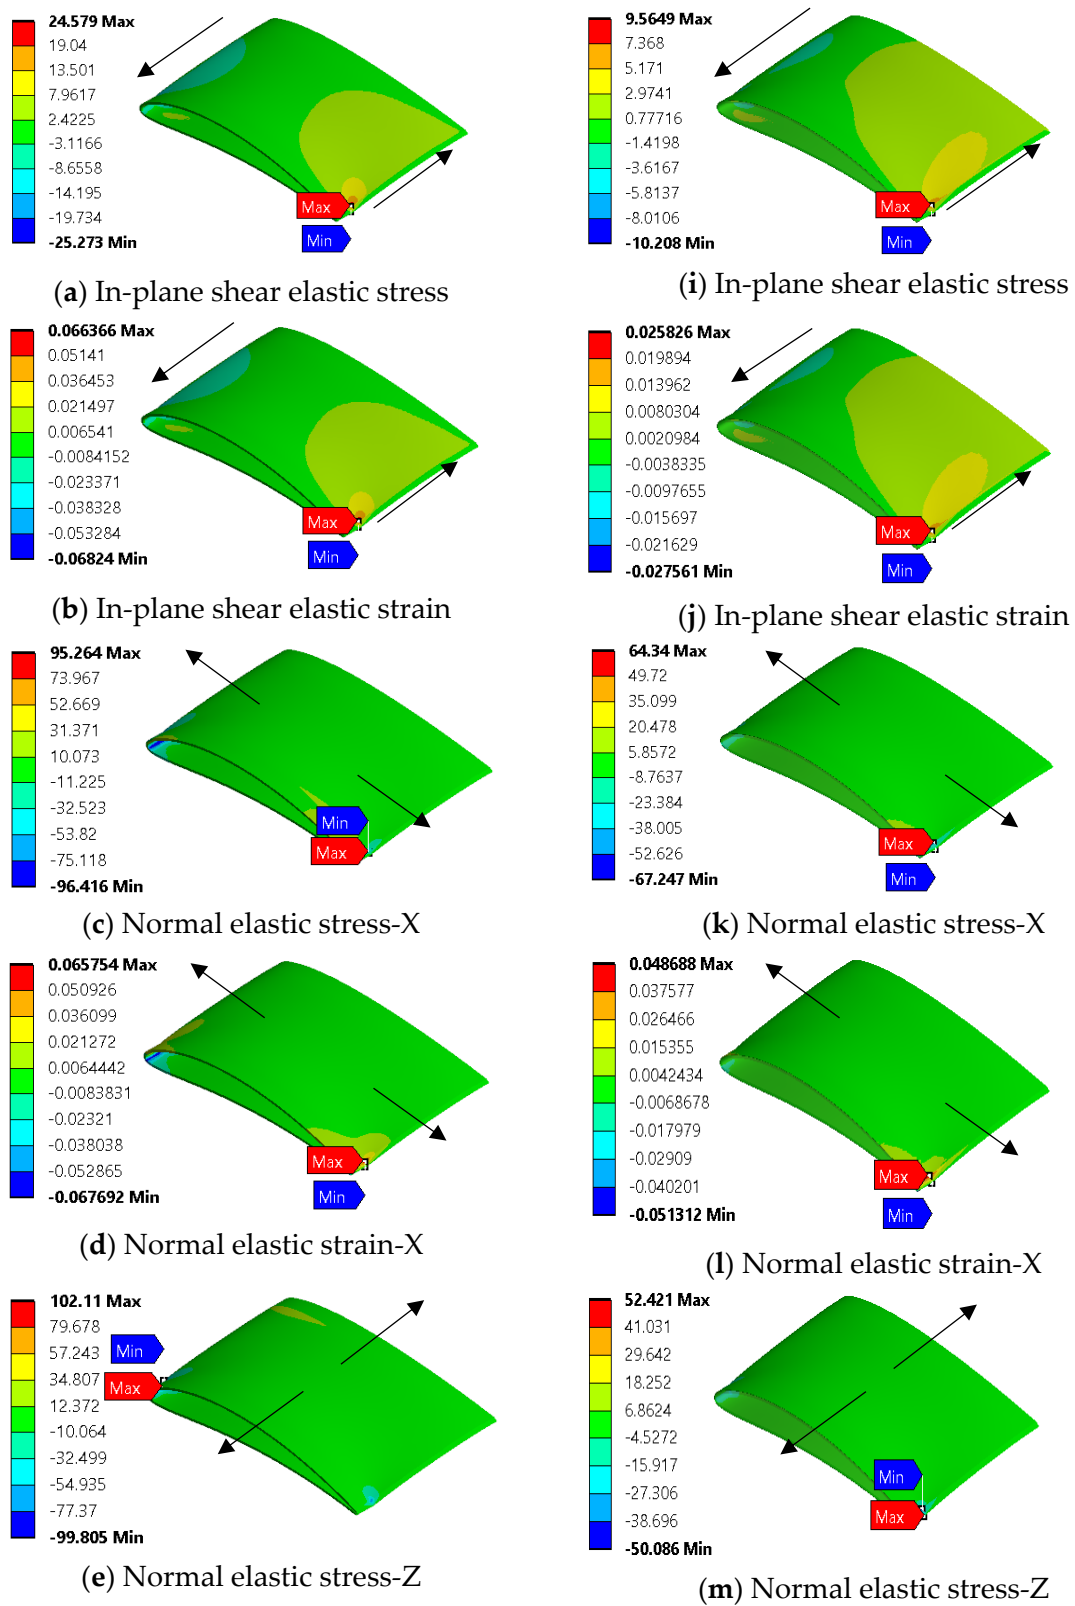 24.579 Max
19.04
13.501
7.9617
2.4225
-3.1166
-8.6558
-14.195
-19.734
-25.273 Min
Max
Min
(a) In-plane shear elastic stress
9.5649 Max
7.368
5.171
2.9741
0.77716
-1.4198
-3.6167
-5.8137
-8.0106
-10.208 Min
Max
Min
(i) In-plane shear elastic stress
0.066366 Max
0.05141
0.036453
0.021497
0.006541
-0.0084152
-0.023371
-0.038328
-0.053284
-0.06824 Min
Max
Min
(b) In-plane shear elastic strain
0.025826 Max
0.019894
0.013962
0.0080304
0.0020984
-0.0038335
-0.0097655
-0.015697
-0.021629
-0.027561 Min
Max
Min
(j) In-plane shear elastic strain
95.264 Max
73.967
52.669
31.371
10.073
-11.225
-32.523
-53.82
-75.118
-96.416 Min
Min
Max
(c) Normal elastic stress-X
64.34 Max
49.72
35.099
20.478
5.8572
-8.7637
-23.384
-38.005
-52.626
-67.247 Min
Max
Min
(k) Normal elastic stress-X
0.065754 Max
0.050926
0.036099
0.021272
0.0064442
-0.0083831
-0.02321
-0.038038
-0.052865
-0.067692 Min
Max
Min
(d) Normal elastic strain-X
0.048688 Max
0.037577
0.026466
0.015355
0.0042434
-0.0068678
-0.017979
-0.02909
-0.040201
-0.051312 Min
Max
Min
(l) Normal elastic strain-X
102.11 Max
79.678
57.243
34.807
12.372
-10.064
-32.499
-54.935
-77.37
-99.805 Min
Min
Max
(e) Normal elastic stress-Z
52.421 Max
41.031
29.642
18.252
6.8624
-4.5272
-15.917
-27.306
-38.696
-50.086 Min
Min
Max
(m) Normal elastic stress-Z